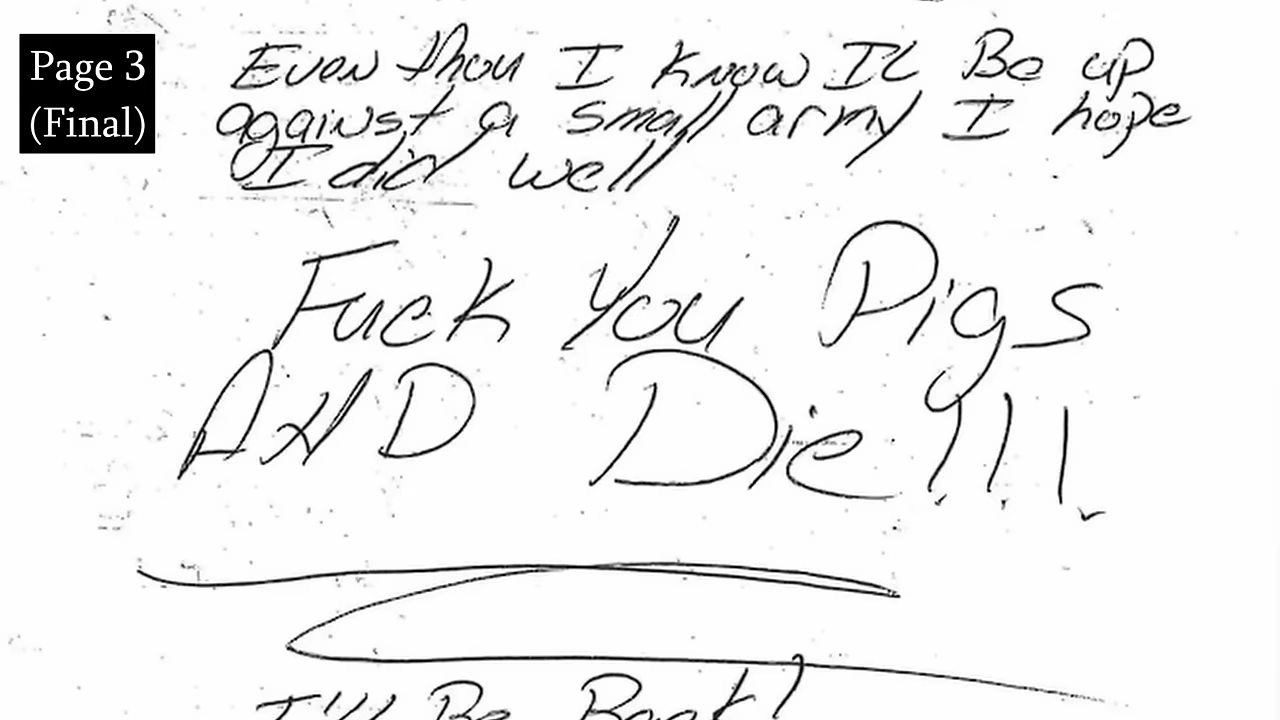 Page 3
(Final)
Even thou I know Il Be up
against a small army I hope
I did well
Fuck You Pigs
AND Die!!!
I'll Be Back!